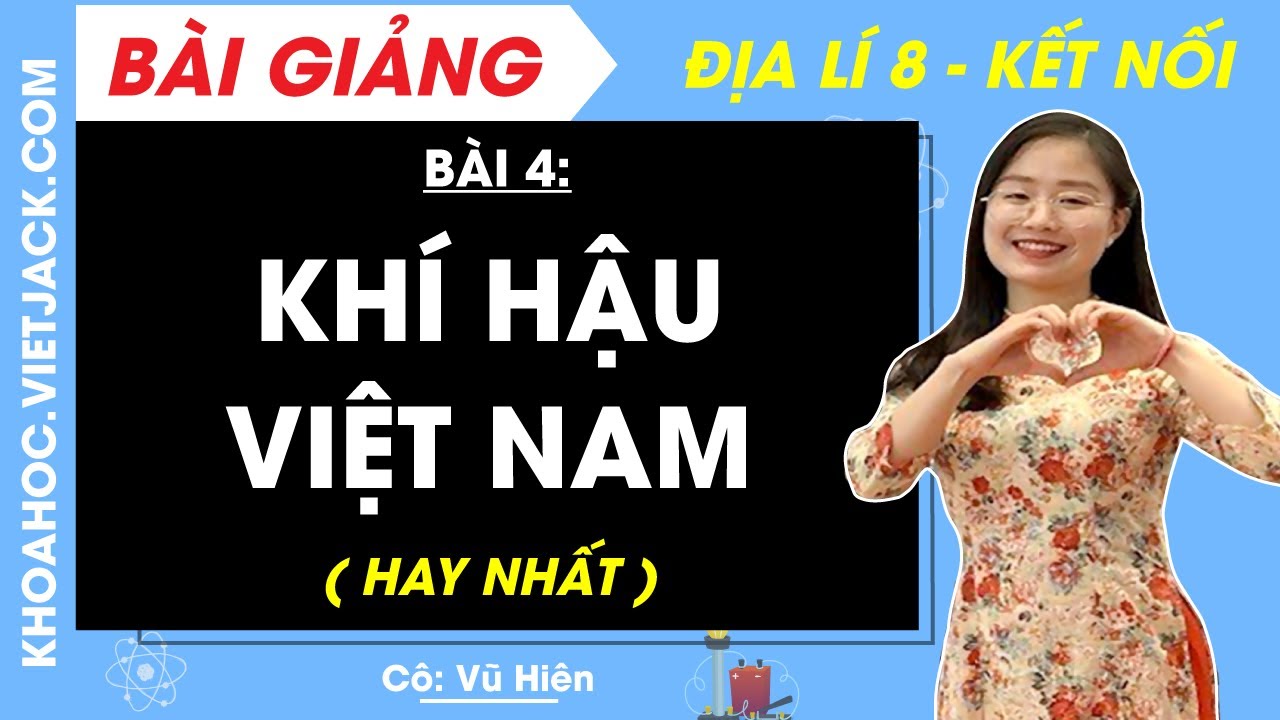 BÀI GIẢNG
ĐỊA LÍ 8 - KẾT NỐI
KHOAHOC.VIETJACK.COM
BÀI 4:
KHÍ HẬU
VIỆT NAM
( HAY NHẤT )
Cô: Vũ Hiên